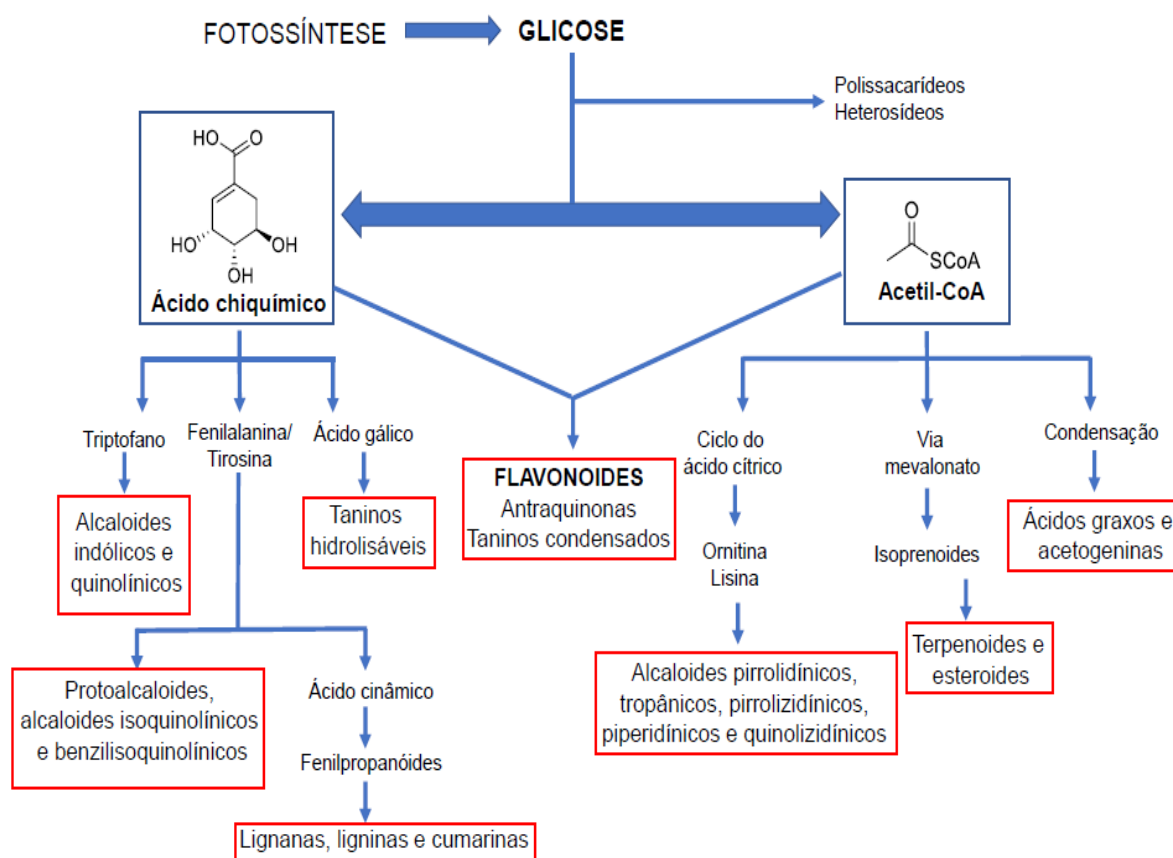 FOTOSSÍNTESE
GLICOSE
Polissacarídeos
Heterosídeos
HO
O
HO
OH
OH
Ácido chiquímico
O
SCoA
Acetil-CoA
Triptofano
Fenilalanina/
Tirosina
Ácido gálico
Ciclo do
ácido cítrico
Via
mevalonato
Condensação
Alcaloides
indólicos e
quinolínicos
Taninos
hidrolisáveis
FLAVONOIDES
Antraquinonas
Taninos condensados
Ornitina
Lisina
Isoprenoides
Ácidos graxos e
acetogeninas
Protoalcaloides,
alcaloides isoquinolínicos
e benzilisoquinolínicos
Ácido cinâmico
Fenilpropanóides
Lignanas, ligninas e cumarinas
Alcaloides pirrolidínicos,
tropânicos, pirrolizidínicos,
piperidínicos e quinolizidínicos
Terpenoides e
esteroides